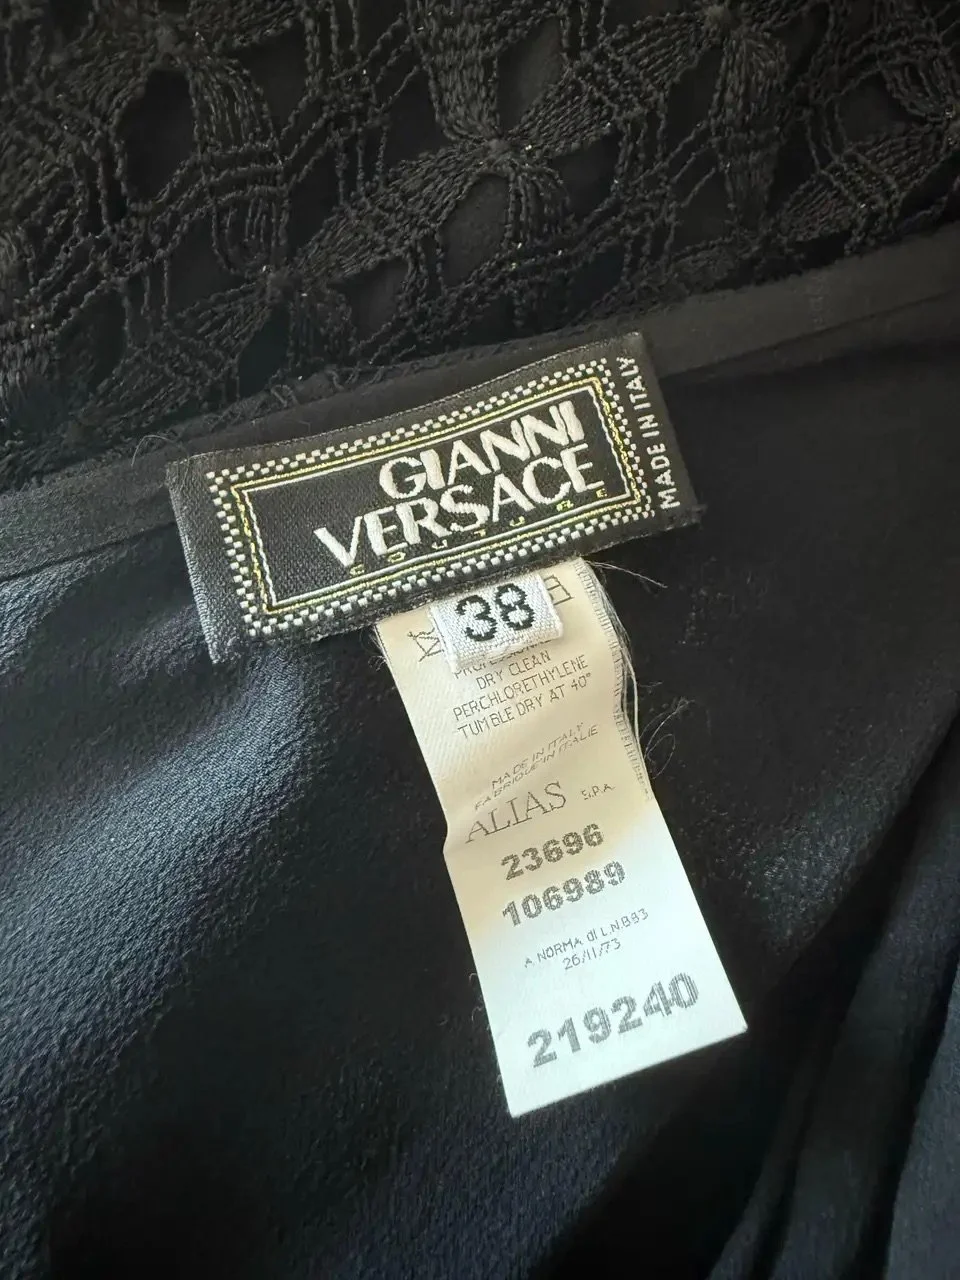 GIANNI
VERSACE
COUTURE
MADE IN ITALY
38
DRY CLEAN
PERCHLORETHYLENE
TUMBLE DRY AT 40°
MADE IN ITALY
FABRIQUE IN ITALIE
ALIAS S.P.A.
23696
106989
A NORMA DI L.N.883
26/11/73
219240